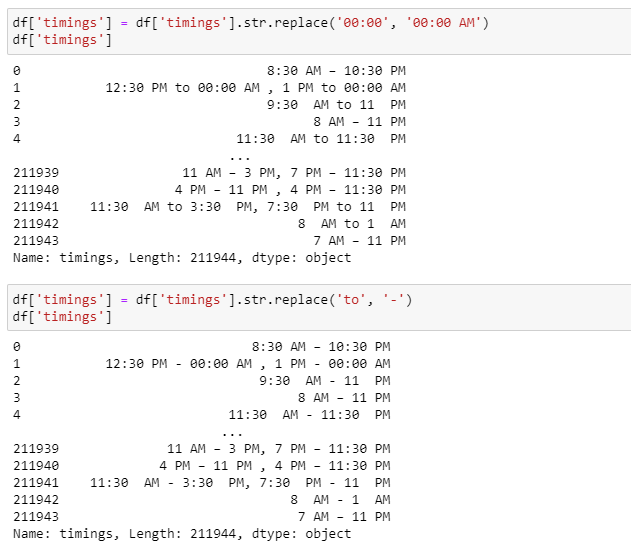 df['timings'] = df['timings'].str.replace('00:00', '00:00 AM')
df['timings']
0 8:30 AM – 10:30 PM
1 12:30 PM to 00:00 AM , 1 PM to 00:00 AM
2 9:30  AM to 11  PM
3 8 AM – 11 PM
4 11:30  AM to 11:30  PM
...
211939 11 AM – 3 PM, 7 PM – 11:30 PM
211940 4 PM – 11 PM , 4 PM – 11:30 PM
211941 11:30  AM to 3:30  PM, 7:30  PM to 11  PM
211942 8  AM to 1  AM
211943 7 AM – 11 PM
Name: timings, Length: 211944, dtype: object
df['timings'] = df['timings'].str.replace('to', '-')
df['timings']
0 8:30 AM – 10:30 PM
1 12:30 PM - 00:00 AM , 1 PM - 00:00 AM
2 9:30  AM - 11  PM
3 8 AM – 11 PM
4 11:30  AM - 11:30  PM
...
211939 11 AM – 3 PM, 7 PM – 11:30 PM
211940 4 PM – 11 PM , 4 PM – 11:30 PM
211941 11:30  AM - 3:30  PM, 7:30  PM - 11  PM
211942 8  AM - 1  AM
211943 7 AM – 11 PM
Name: timings, Length: 211944, dtype: object